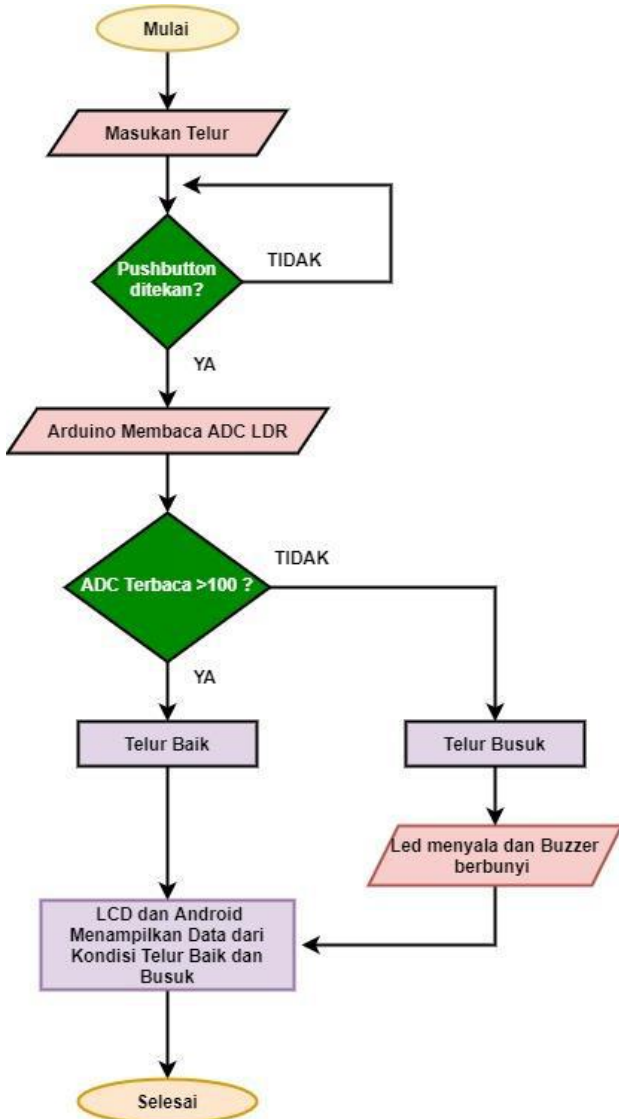 Mulai
Masukan Telur
Pushbutton
ditekan?
TIDAK
YA
Arduino Membaca ADC LDR
ADC Terbaca >100 ?
TIDAK
YA
Telur Baik
Telur Busuk
Led menyala dan Buzzer
berbunyi
LCD dan Android
Menampilkan Data dari
Kondisi Telur Baik dan
Busuk
Selesai